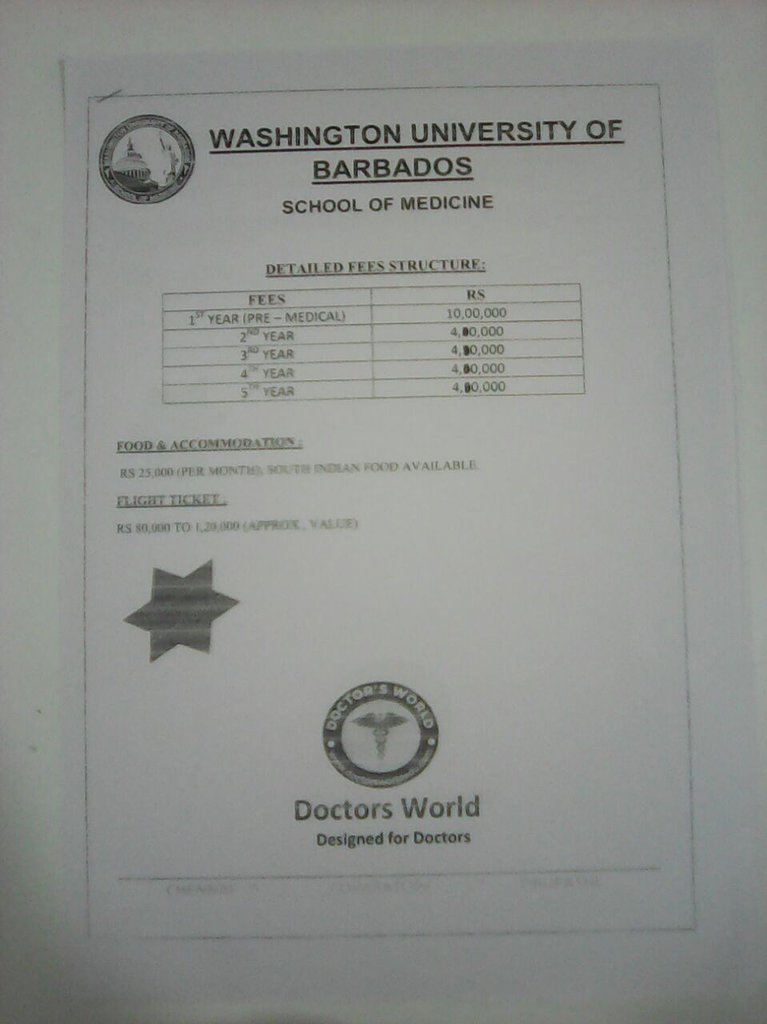 WASHINGTON UNIVERSITY OF
BARBADOS
SCHOOL OF MEDICINE
DETAILED FEES STRUCTURE:
FEES RS
1ST YEAR (PRE – MEDICAL) 10,00,000
2ND YEAR 4,00,000
3RD YEAR 4,00,000
4TH YEAR 4,00,000
5TH YEAR 4,00,000
FOOD & ACCOMMODATION :
RS 25,000 (PER MONTH), SOUTH INDIAN FOOD AVAILABLE
FLIGHT TICKET :
RS 80,000 TO 1,20,000 (APPROX . VALUE)
DOCTOR'S WORLD
Doctors World
Designed for Doctors
CHENNAI